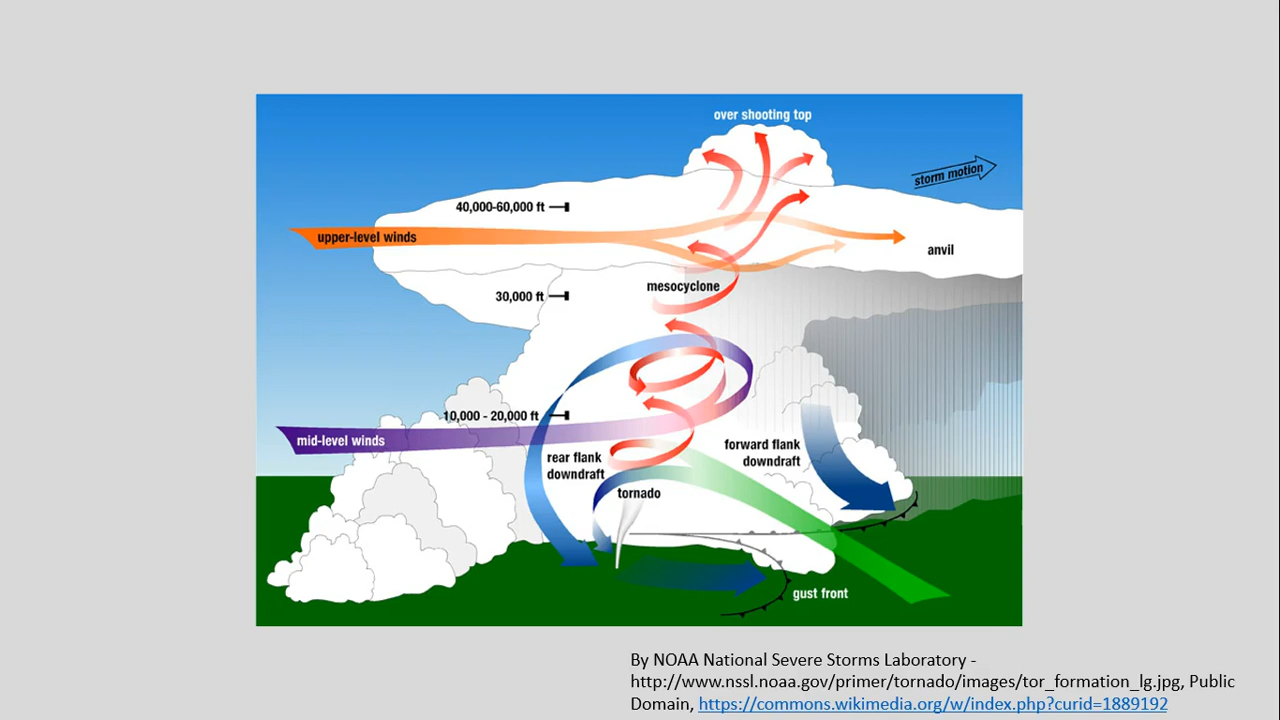 over shooting top
storm motion
40,000-60,000 ft
upper-level winds
anvil
mesocyclone
30,000 ft
10,000 - 20,000 ft
mid-level winds
rear flank
downdraft
forward flank
downdraft
tornado
gust front
By NOAA National Severe Storms Laboratory -
http://www.nssl.noaa.gov/primer/tornado/images/tor_formation_lg.jpg, Public
Domain, https://commons.wikimedia.org/w/index.php?curid=1889192